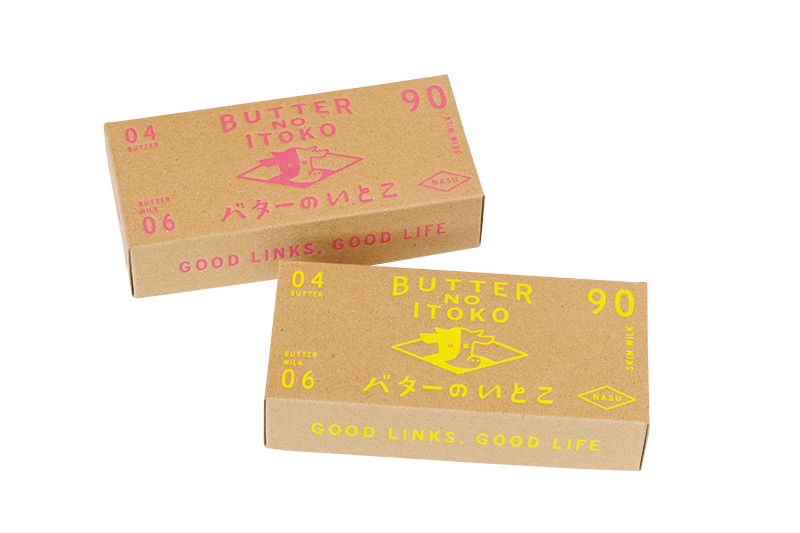 04
BUTTER
BUTTER
NO
ITOKO
90
SKIN MILK
BUTTER
MILK
06
バターのいとこ
NASU
GOOD LINKS, GOOD LIFE
04
BUTTER
BUTTER
NO
ITOKO
90
SKIM MILK
BUTTER
MILK
06
バターのいとこ
NASU
GOOD LINKS, GOOD LIFE